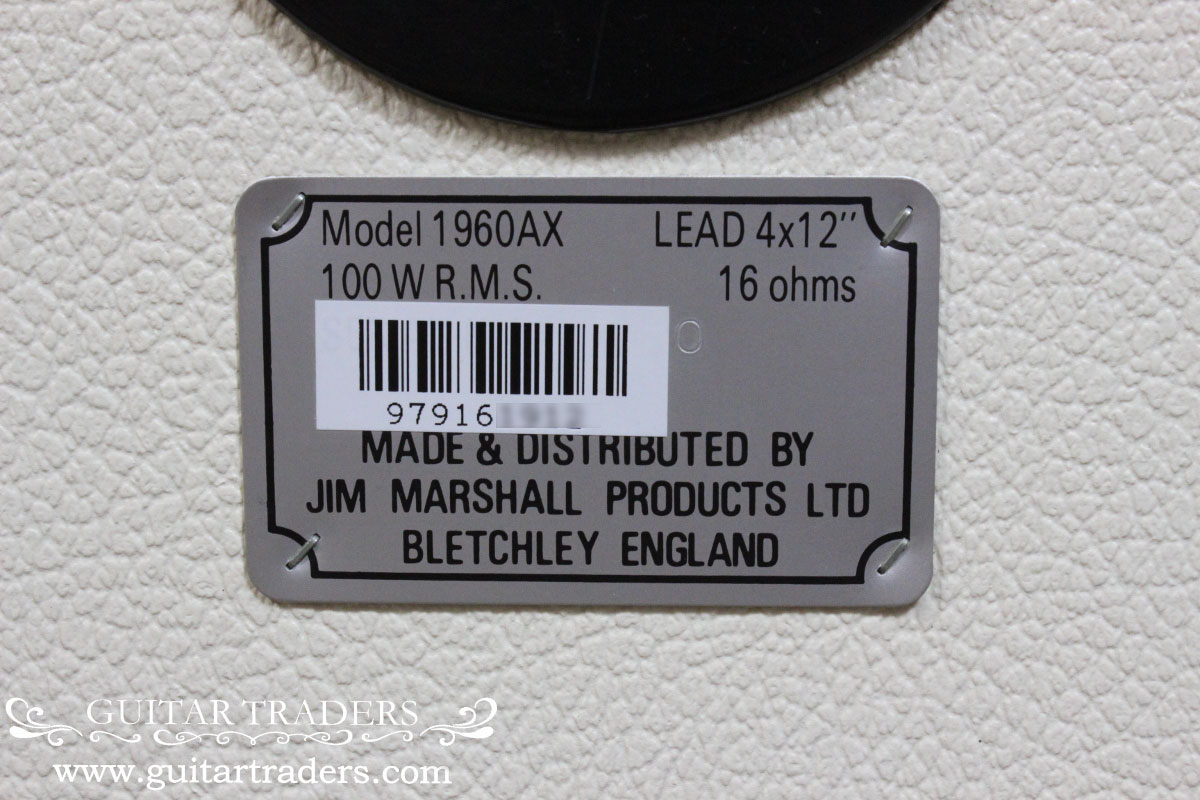 Model 1960AX LEAD 4x12"
100 W R.M.S. 16 ohms
97916
MADE & DISTRIBUTED BY
JIM MARSHALL PRODUCTS LTD
BLETCHLEY ENGLAND
GUITAR TRADERS
www.guitartraders.com